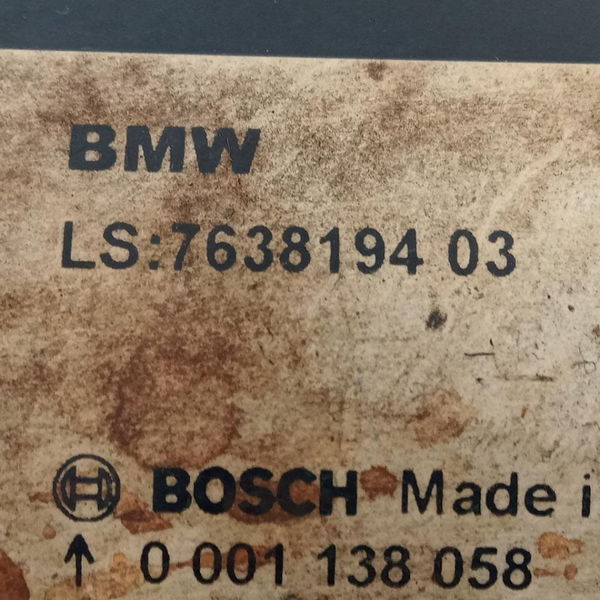 BMW
LS:7638194 03
BOSCH Made i
↑ 0 001 138 058